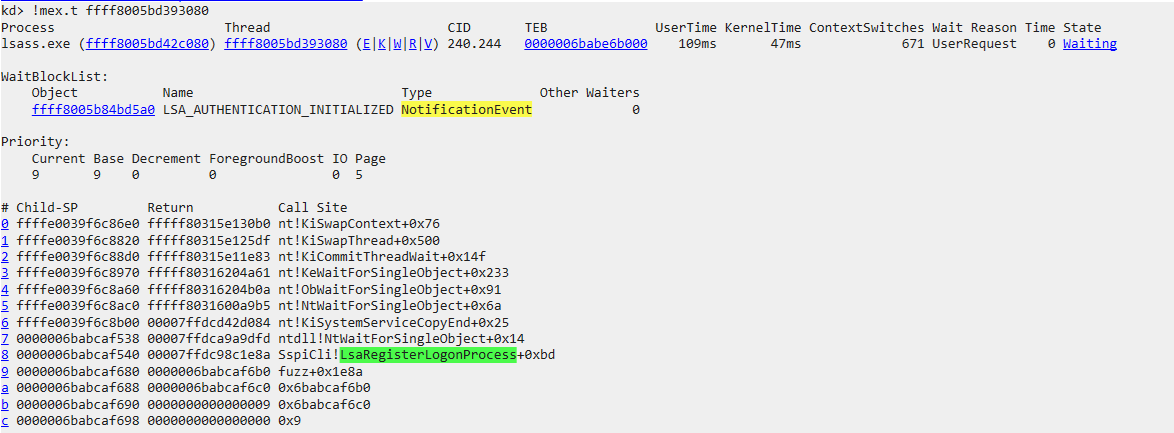 kd> !mex.t ffff8005bd393080
Process Thread CID TEB UserTime KernelTime ContextSwitches Wait Reason Time State
lsass.exe (ffff8005bd42c080) ffff8005bd393080 (E|K|W|R|V) 240.244 0000006babe6b000 109ms 47ms 671 UserRequest 0 Waiting
WaitBlockList:
Object Name Type Other Waiters
ffff8005b84bd5a0 LSA_AUTHENTICATION_INITIALIZED NotificationEvent 0
Priority:
Current Base Decrement ForegroundBoost IO Page
9 9 0 0 0 5
# Child-SP Return Call Site
0 ffffe0039f6c86e0 fffff80315e130b0 nt!KiSwapContext+0x76
1 ffffe0039f6c8820 fffff80315e125df nt!KiSwapThread+0x500
2 ffffe0039f6c88d0 fffff80315e11e83 nt!KiCommitThreadWait+0x14f
3 ffffe0039f6c8970 fffff80316204a61 nt!KeWaitForSingleObject+0x233
4 ffffe0039f6c8a60 fffff80316204b0a nt!ObWaitForSingleObject+0x91
5 ffffe0039f6c8ac0 fffff8031600a9b5 nt!NtWaitForSingleObject+0x6a
6 ffffe0039f6c8b00 00007ffdcd42d084 nt!KiSystemServiceCopyEnd+0x25
7 0000006babcaf538 00007ffdca9a9dfd ntdll!NtWaitForSingleObject+0x14
8 0000006babcaf540 00007ffdc98c1e8a SspiCli!LsaRegisterLogonProcess+0xbd
9 0000006babcaf680 0000006babcaf6b0 fuzz+0x1e8a
a 0000006babcaf688 0000006babcaf6c0 0x6babcaf6b0
b 0000006babcaf690 0000000000000009 0x6babcaf6c0
c 0000006babcaf698 0000000000000000 0x9